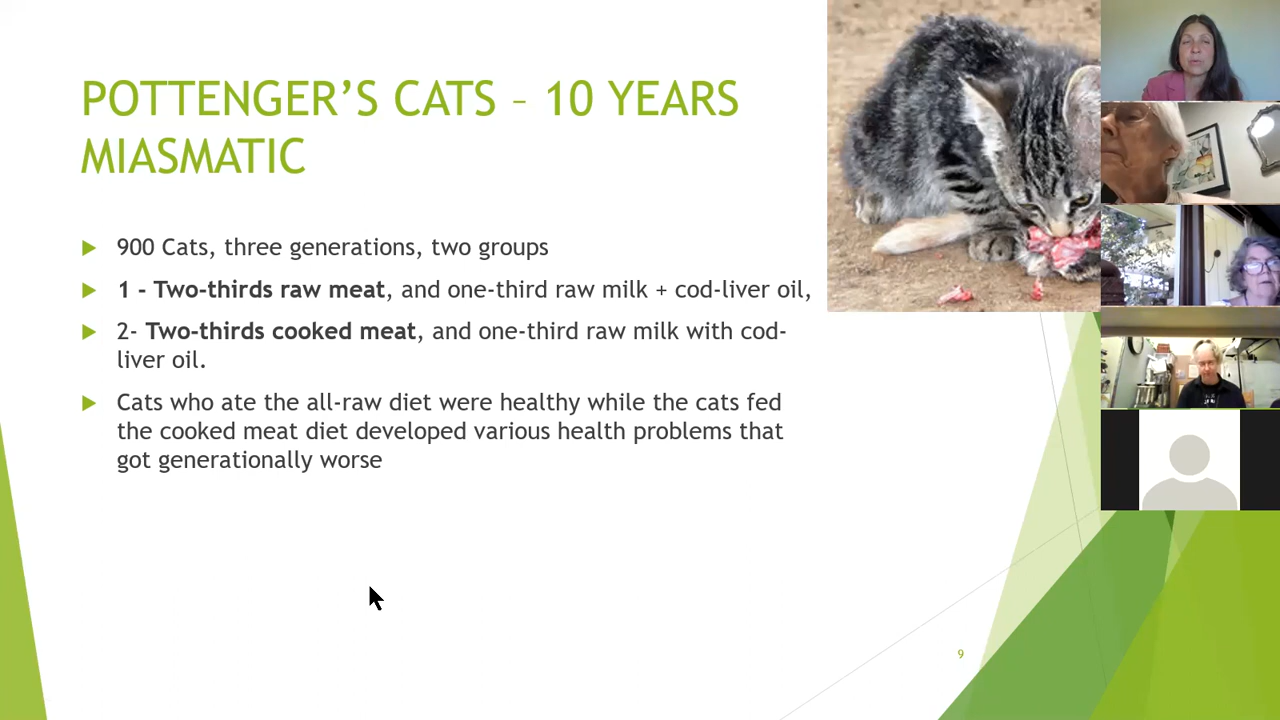 POTTENGER’S CATS – 10 YEARS
MIASMATIC
900 Cats, three generations, two groups
1 - Two-thirds raw meat, and one-third raw milk + cod-liver oil,
2- Two-thirds cooked meat, and one-third raw milk with cod-
liver oil.
Cats who ate the all-raw diet were healthy while the cats fed
the cooked meat diet developed various health problems that
got generationally worse
9